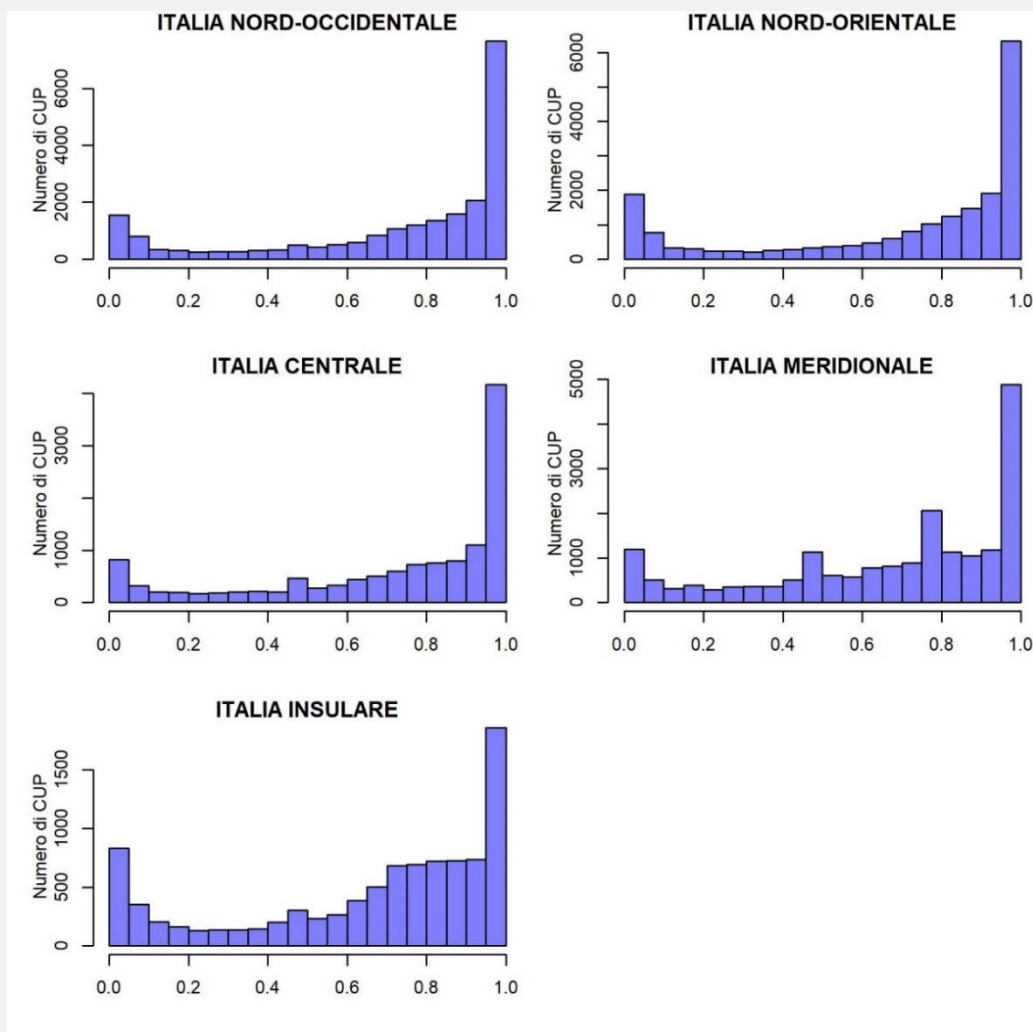 ITALIA NORD-OCCIDENTALE
Numero di CUP
0 2000 4000 6000
0.0 0.2 0.4 0.6 0.8 1.0
ITALIA NORD-ORIENTALE
Numero di CUP
0 2000 4000 6000
0.0 0.2 0.4 0.6 0.8 1.0
ITALIA CENTRALE
Numero di CUP
0 1000 3000
0.0 0.2 0.4 0.6 0.8 1.0
ITALIA MERIDIONALE
Numero di CUP
0 1000 3000 5000
0.0 0.2 0.4 0.6 0.8 1.0
ITALIA INSULARE
Numero di CUP
0 500 1000 1500
0.0 0.2 0.4 0.6 0.8 1.0